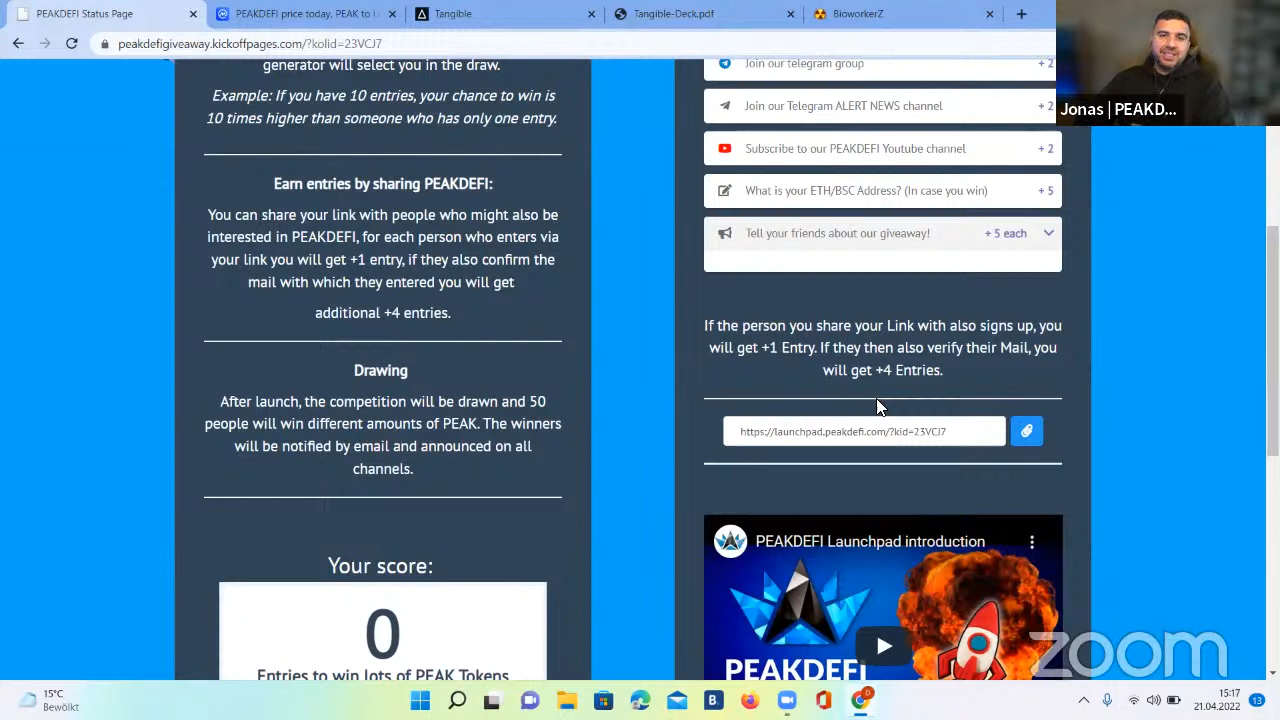 PEAKDEFI Status Page
PEAKDEFI price today, PEAK to U
Tangible
Tangible-Deck.pdf
BioworkerZ
peakdefigiveaway.kickoffpages.com/?kolid=23VCJ7
generator will select you in the draw.
Example: If you have 10 entries, your chance to win is
10 times higher than someone who has only one entry.
Earn entries by sharing PEAKDEFI:
You can share your link with people who might also be
interested in PEAKDEFI, for each person who enters via
your link you will get +1 entry, if they also confirm the
mail with which they entered you will get
additional +4 entries.
Drawing
After launch, the competition will be drawn and 50
people will win different amounts of PEAK. The winners
will be notified by email and announced on all
channels.
Your score:
0
Entries to win lots of PEAK Tokens
Join our telegram group + 2
Join our Telegram ALERT NEWS channel + 2
Subscribe to our PEAKDEFI Youtube channel + 2
What is your ETH/BSC Address? (In case you win) + 5
Tell your friends about our giveaway! + 5 each
If the person you share your Link with also signs up, you
will get +1 Entry. If they then also verify their Mail, you
will get +4 Entries.
https://launchpad.peakdefi.com/?kid=23VCJ7
PEAKDEFI Launchpad introduction
PEAKDEFI
Jonas | PEAKD...
zoom
15°C
Bewölkt
B.
15:17
21.04.2022
13